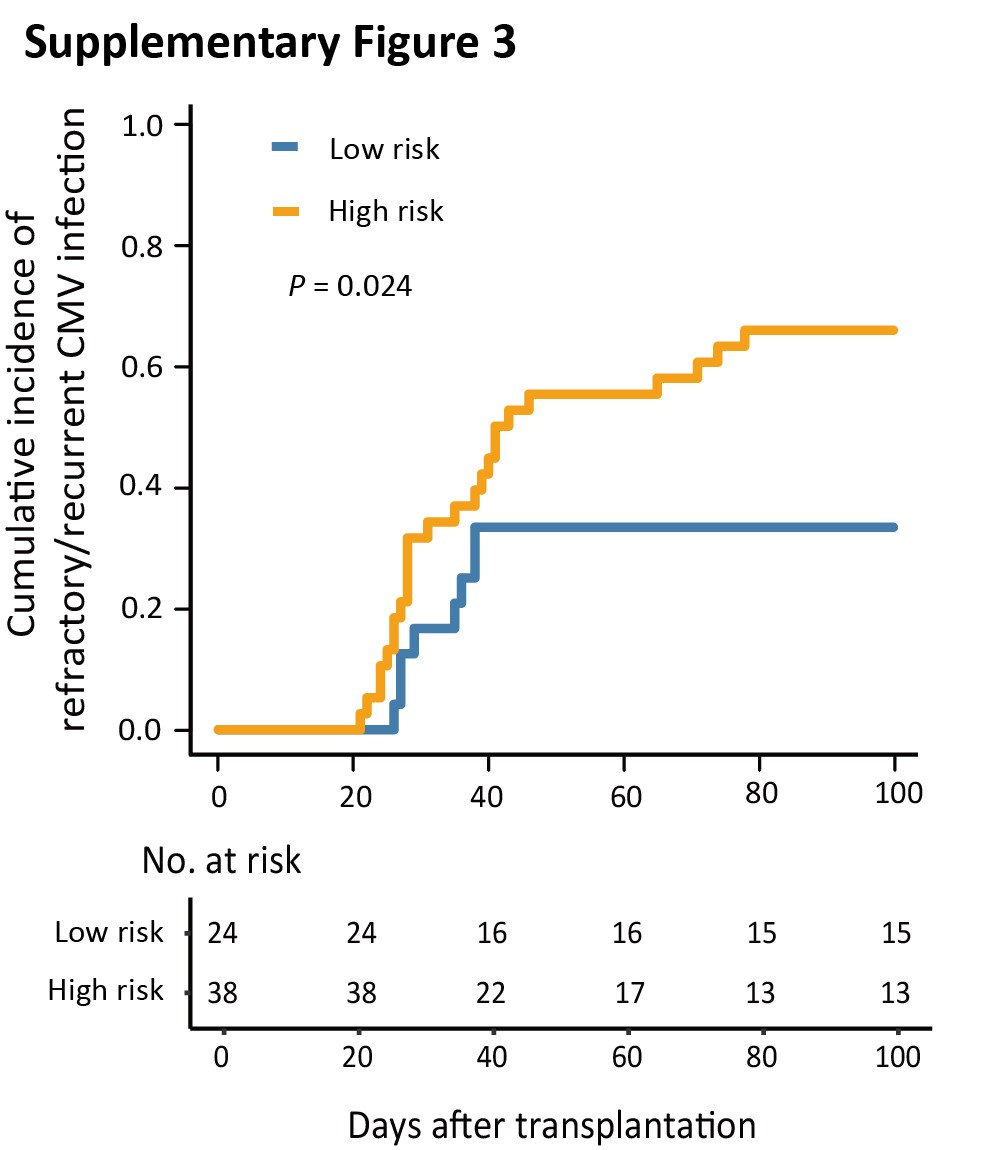 Supplementary Figure 3
Cumulative incidence of
refractory/recurrent CMV infection
1.0
0.8
0.6
0.4
0.2
0.0
Low risk
High risk
P = 0.024
0 20 40 60 80 100
No. at risk
Low risk 24 24 16 16 15 15
High risk 38 38 22 17 13 13
0 20 40 60 80 100
Days after transplantation